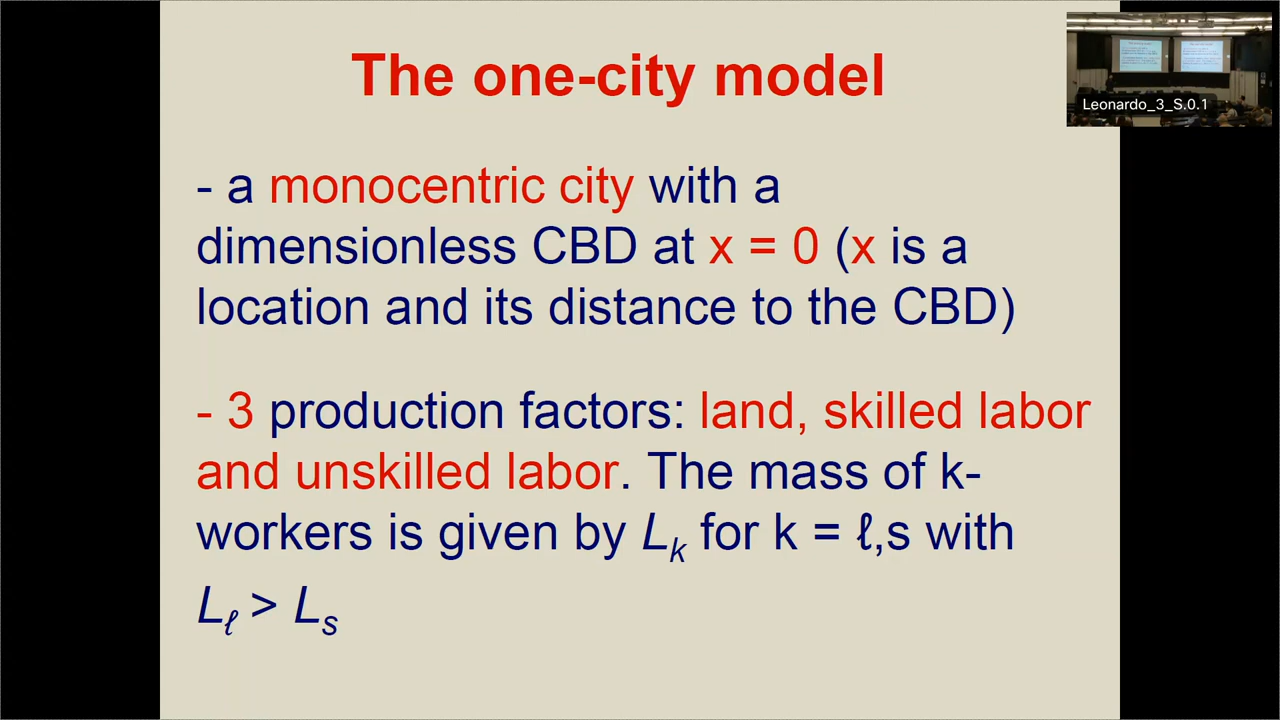 The one-city model
Leonardo_3_S.0.1
- a monocentric city with a
dimensionless CBD at x = 0 (x is a
location and its distance to the CBD)
- 3 production factors: land, skilled labor
and unskilled labor. The mass of k-
workers is given by Lₖ for k = ℓ,s with
L_ℓ > Lₛ